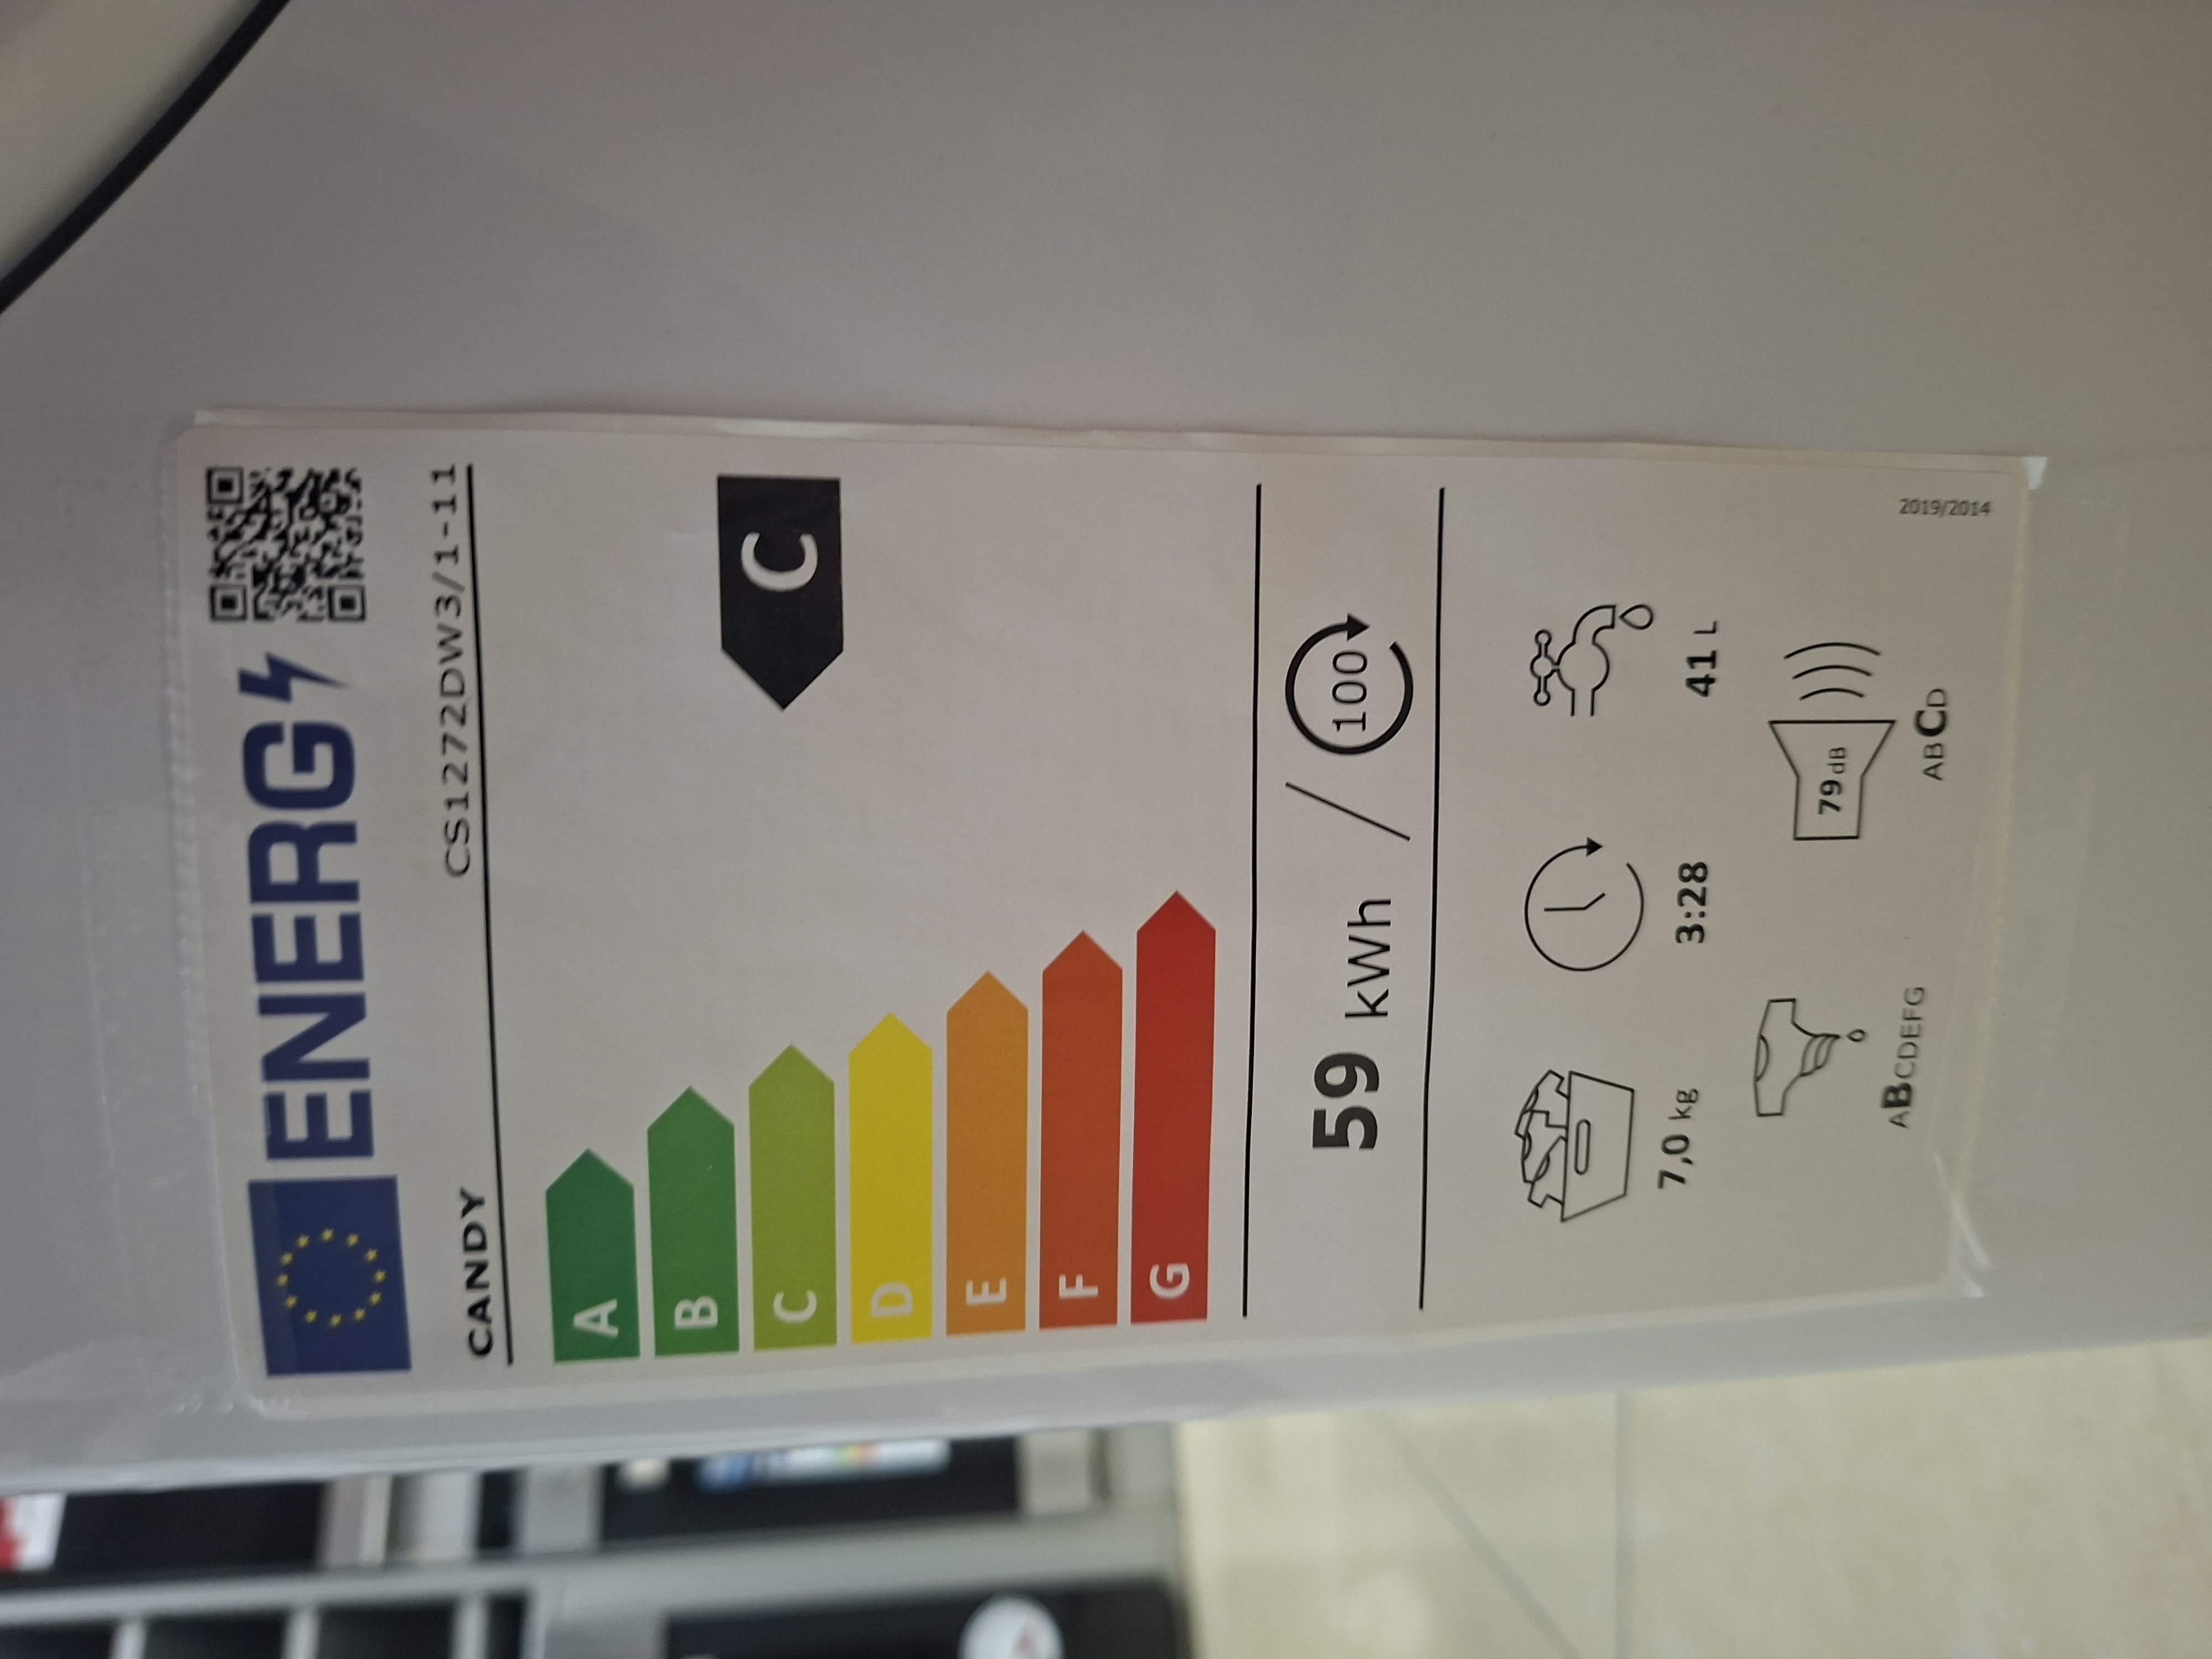 ENERG
CANDY CS1272DW3/1-11
A
B
C
C
D
E
F
G
59 kWh / 100
7,0 kg 3:28 41 L
79 dB
ABCDEFG ABCD
2019/2014